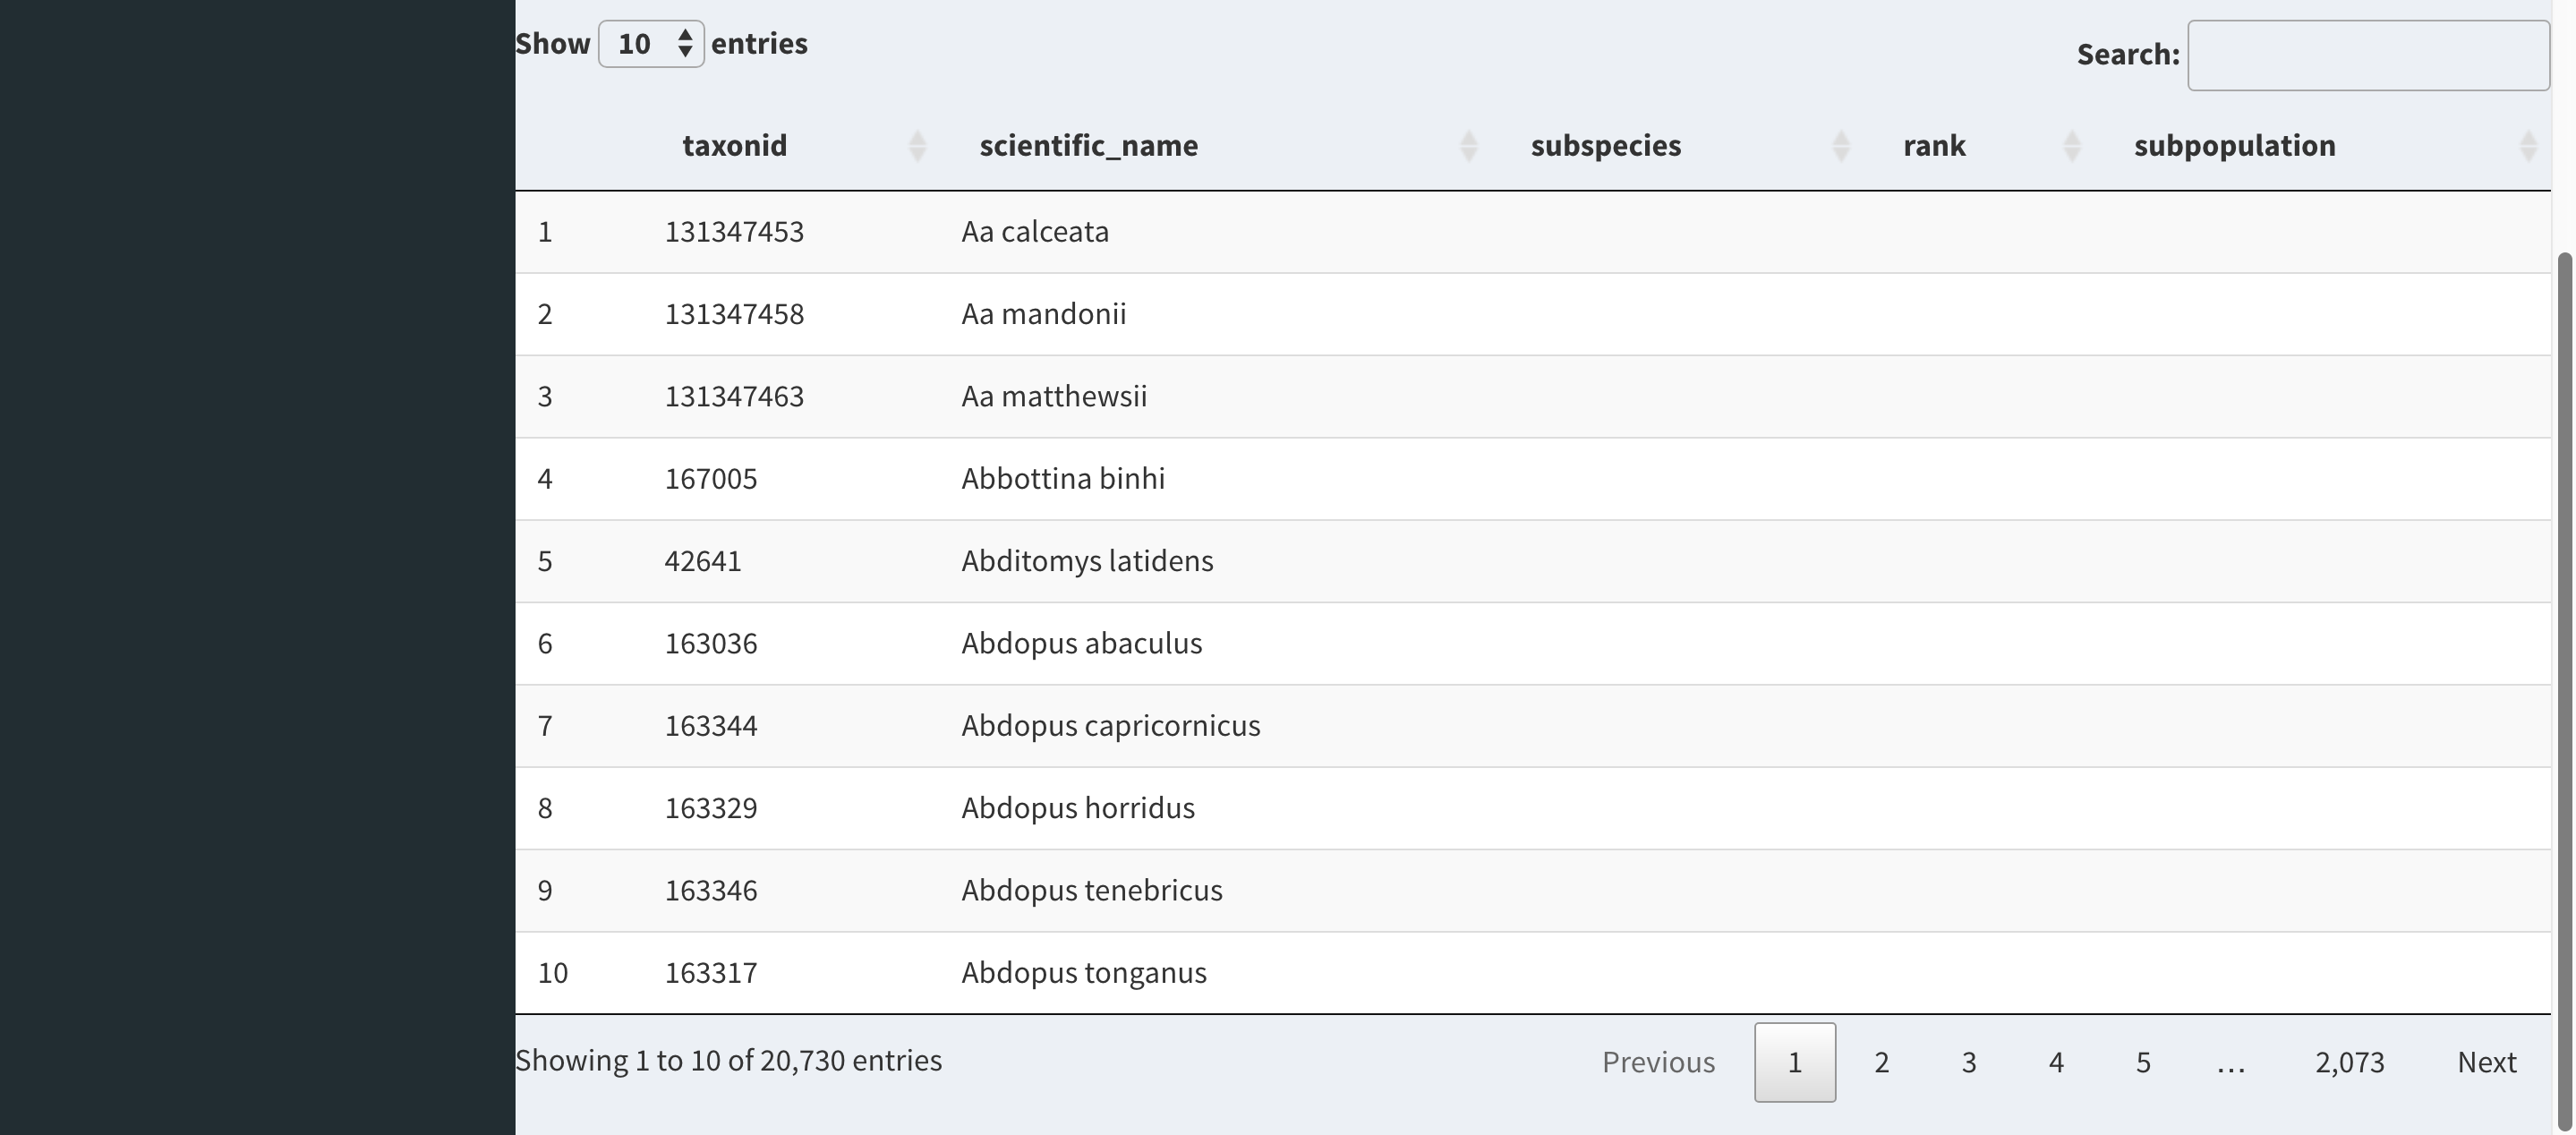 Show 10 entries Search:
taxonid scientific_name subspecies rank subpopulation
1 131347453 Aa calceata
2 131347458 Aa mandonii
3 131347463 Aa matthewsii
4 167005 Abbottina binhi
5 42641 Abditomys latidens
6 163036 Abdopus abaculus
7 163344 Abdopus capricornicus
8 163329 Abdopus horridus
9 163346 Abdopus tenebricus
10 163317 Abdopus tonganus
Showing 1 to 10 of 20,730 entries Previous 1 2 3 4 5 … 2,073 Next